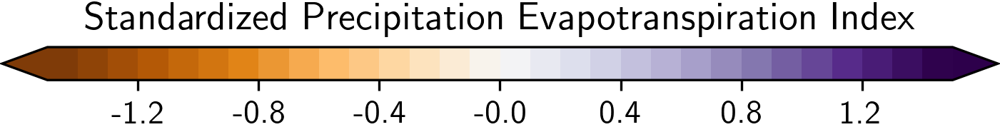 Standardized Precipitation Evapotranspiration Index
-1.2 -0.8 -0.4 -0.0 0.4 0.8 1.2